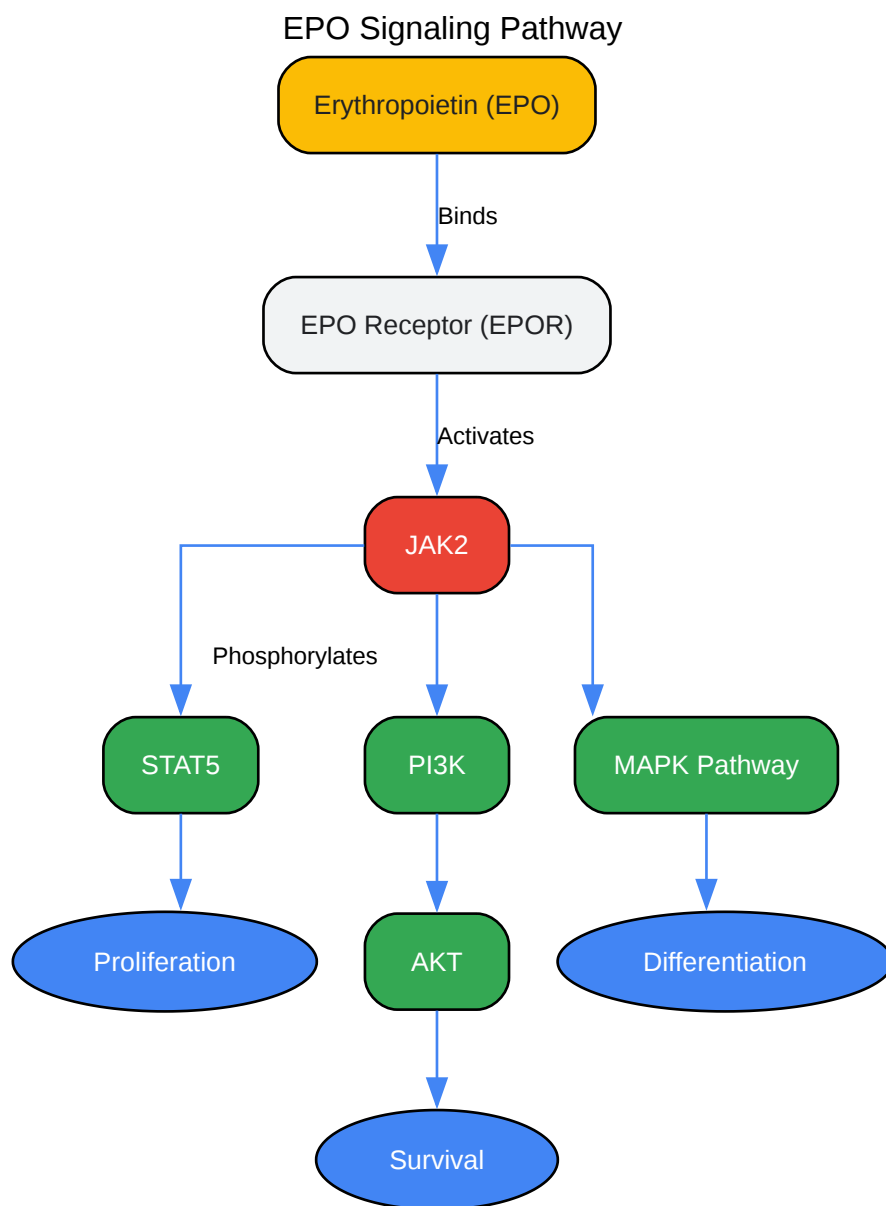 EPO Signaling Pathway
Erythropoietin (EPO)
Binds
EPO Receptor (EPOR)
Activates
JAK2
Phosphorylates
STAT5
PI3K
MAPK Pathway
Proliferation
AKT
Differentiation
Survival